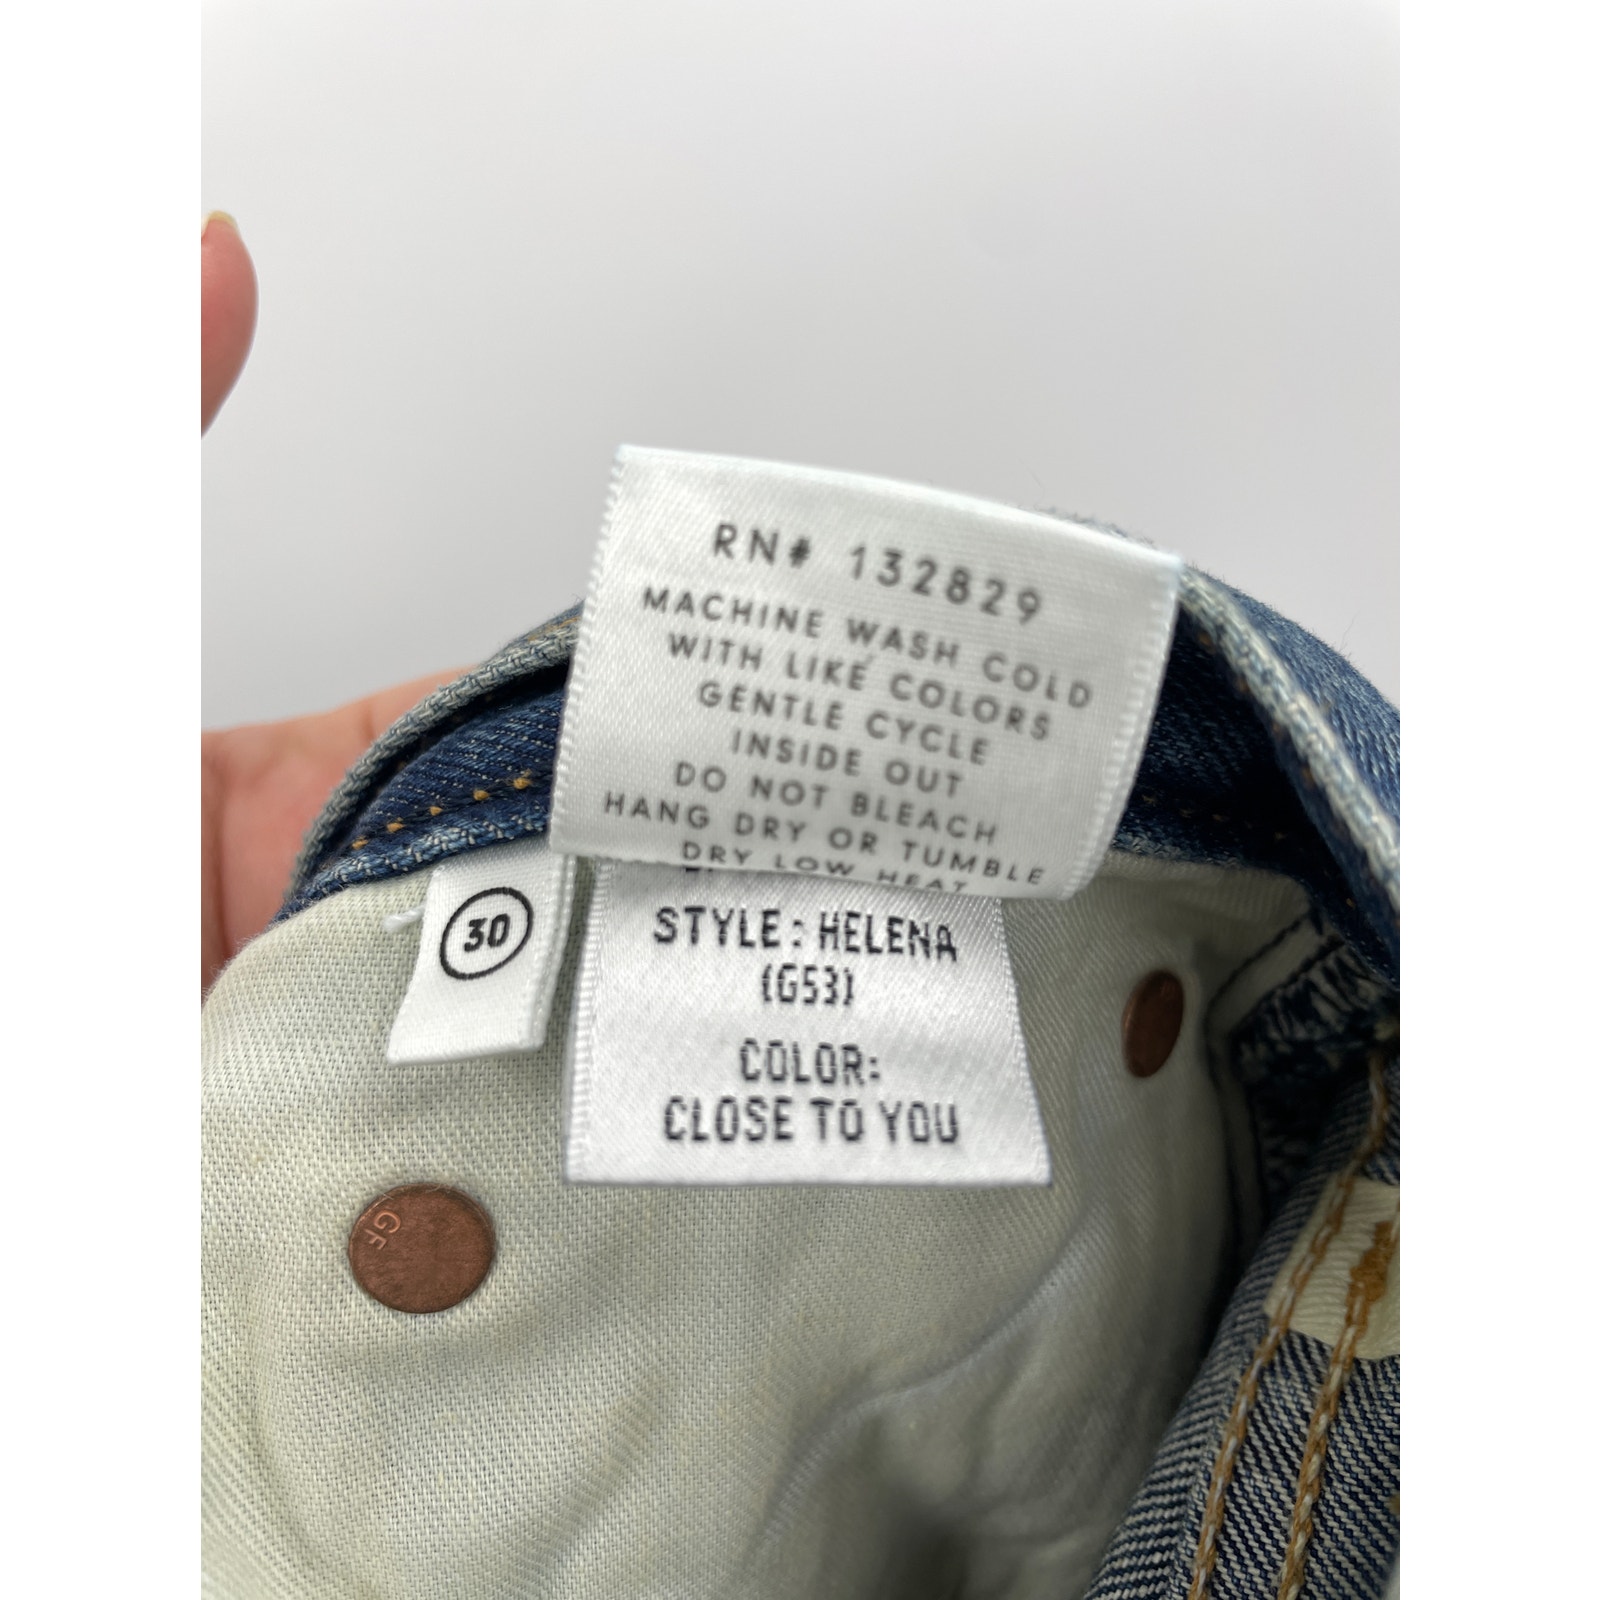 RN# 132829
MACHINE WASH COLD
WITH LIKE COLORS
GENTLE CYCLE
INSIDE OUT
DO NOT BLEACH
HANG DRY OR TUMBLE
DRY LOW HEAT
30
STYLE: HELENA
(G53)
COLOR:
CLOSE TO YOU
GF